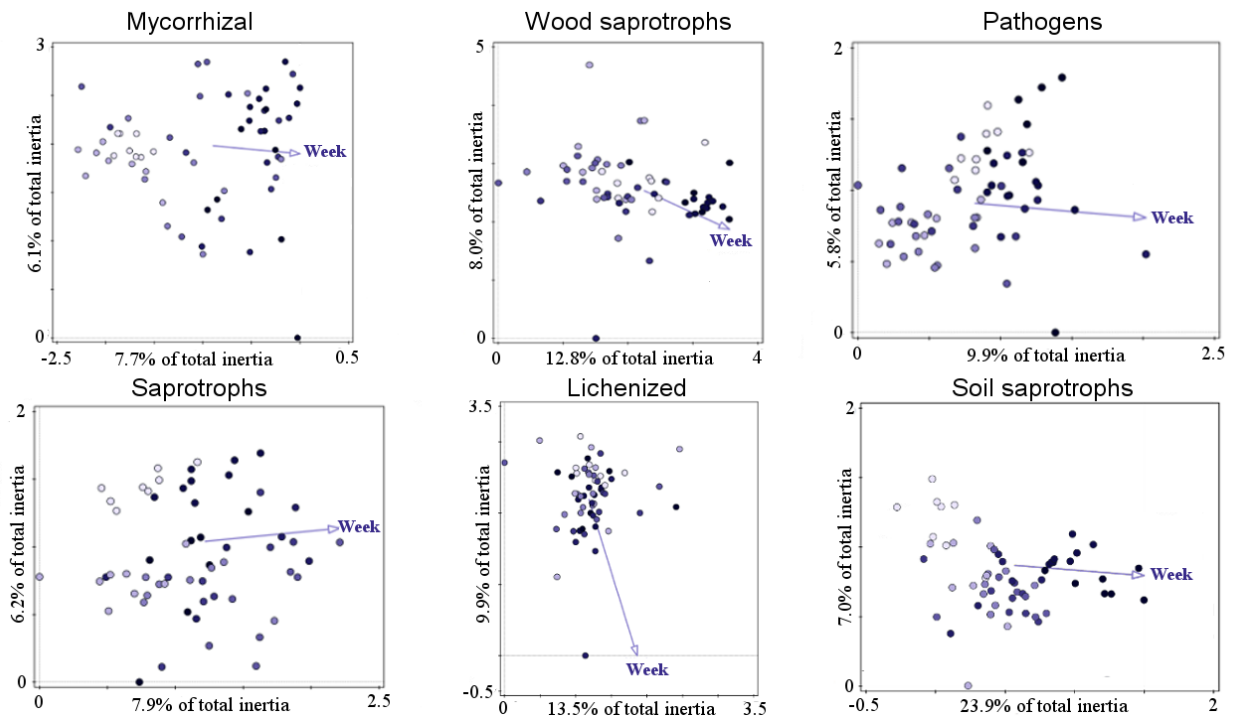 Mycorrhizal
3
6.1% of total inertia
Week
0
-2.5
7.7% of total inertia
0.5
Wood saprotrophs
5
8.0% of total inertia
Week
0
0
12.8% of total inertia
4
Pathogens
2
5.8% of total inertia
Week
0
0
9.9% of total inertia
2.5
Saprotrophs
2
6.2% of total inertia
Week
0
0
7.9% of total inertia
2.5
Lichenized
3.5
9.9% of total inertia
Week
-0.5
0
13.5% of total inertia
3.5
Soil saprotrophs
2
7.0% of total inertia
Week
0
-0.5
23.9% of total inertia
2